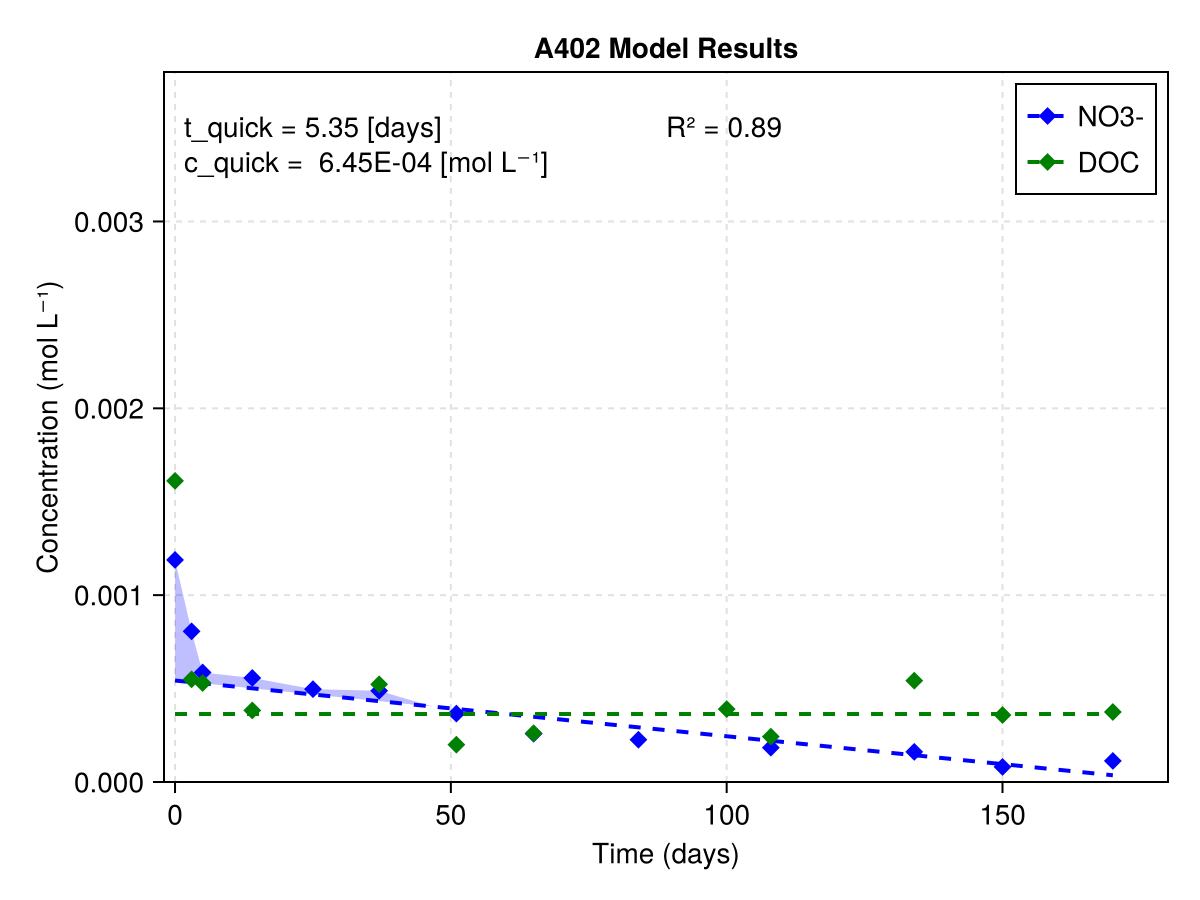 A402 Model Results
t_quick = 5.35 [days]
R² = 0.89
c_quick =  6.45E-04 [mol L⁻¹]
NO3-
DOC
Concentration (mol L⁻¹)
0.003
0.002
0.001
0.000
0
50
100
150
Time (days)